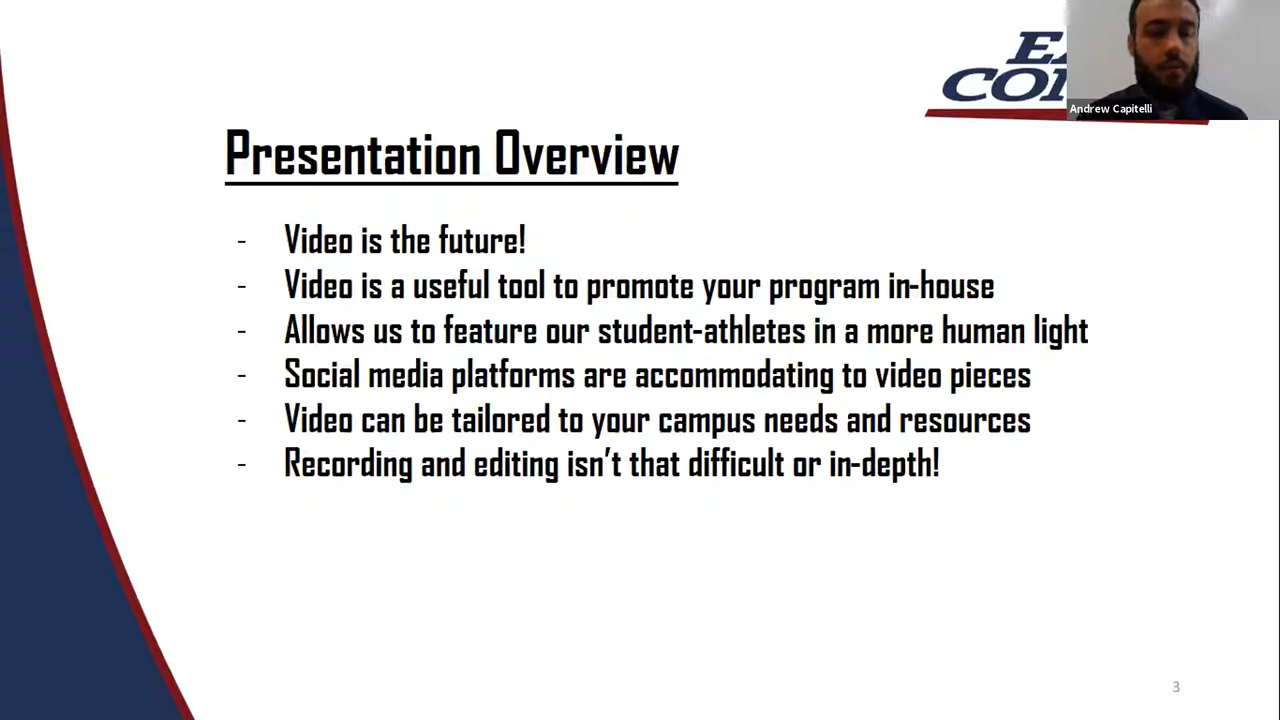 Andrew Capitelli
Presentation Overview
- Video is the future!
- Video is a useful tool to promote your program in-house
- Allows us to feature our student-athletes in a more human light
- Social media platforms are accommodating to video pieces
- Video can be tailored to your campus needs and resources
- Recording and editing isn’t that difficult or in-depth!
3